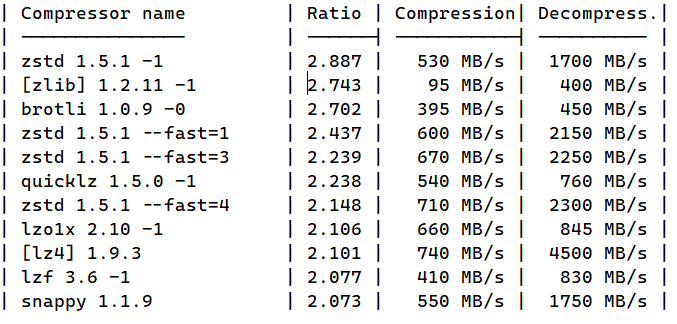 | Compressor name         | Ratio | Compression| Decompress.|
| ---------------         | ------| -----------| ---------- |
| zstd 1.5.1 -1           | 2.887 |   530 MB/s |  1700 MB/s |
| [zlib] 1.2.11 -1        | 2.743 |    95 MB/s |   400 MB/s |
| brotli 1.0.9 -0         | 2.702 |   395 MB/s |   450 MB/s |
| zstd 1.5.1 --fast=1     | 2.437 |   600 MB/s |  2150 MB/s |
| zstd 1.5.1 --fast=3     | 2.239 |   670 MB/s |  2250 MB/s |
| quicklz 1.5.0 -1        | 2.238 |   540 MB/s |   760 MB/s |
| zstd 1.5.1 --fast=4     | 2.148 |   710 MB/s |  2300 MB/s |
| lzo1x 2.10 -1           | 2.106 |   660 MB/s |   845 MB/s |
| [lz4] 1.9.3             | 2.101 |   740 MB/s |  4500 MB/s |
| lzf 3.6 -1              | 2.077 |   410 MB/s |   830 MB/s |
| snappy 1.1.9            | 2.073 |   550 MB/s |  1750 MB/s |